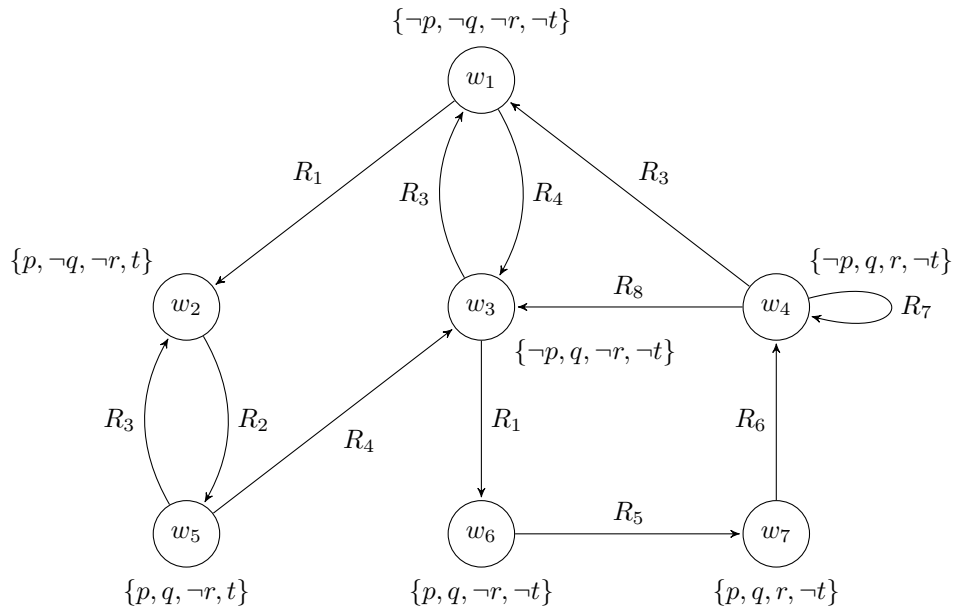 {¬p, ¬q, ¬r, ¬t}
w₁
R₁
R₃
R₄
R₃
{p, ¬q, ¬r, t}
{¬p, q, r, ¬t}
w₂
w₃
R₈
w₄
R₇
{¬p, q, ¬r, ¬t}
R₃
R₂
R₄
R₁
R₆
w₅
w₆
R₅
w₇
{p, q, ¬r, t}
{p, q, ¬r, ¬t}
{p, q, r, ¬t}